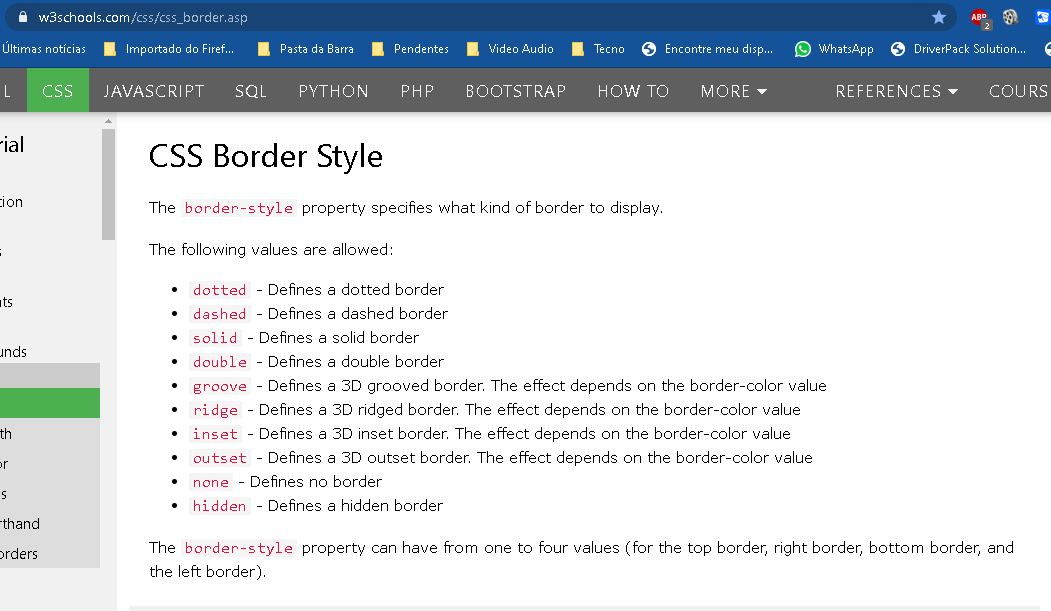 w3schools.com/css/css_border.asp
ABP
2
Últimas notícias Importado do Firef... Pasta da Barra Pendentes Video Audio Tecno Encontre meu disp... WhatsApp DriverPack Solution...
L CSS JAVASCRIPT SQL PYTHON PHP BOOTSTRAP HOW TO MORE REFERENCES COURS
rial
tion
s
nts
unds
th
or
s
rthand
orders
CSS Border Style
The border-style property specifies what kind of border to display.
The following values are allowed:
• dotted - Defines a dotted border
• dashed - Defines a dashed border
• solid - Defines a solid border
• double - Defines a double border
• groove - Defines a 3D grooved border. The effect depends on the border-color value
• ridge - Defines a 3D ridged border. The effect depends on the border-color value
• inset - Defines a 3D inset border. The effect depends on the border-color value
• outset - Defines a 3D outset border. The effect depends on the border-color value
• none - Defines no border
• hidden - Defines a hidden border
The border-style property can have from one to four values (for the top border, right border, bottom border, and
the left border).